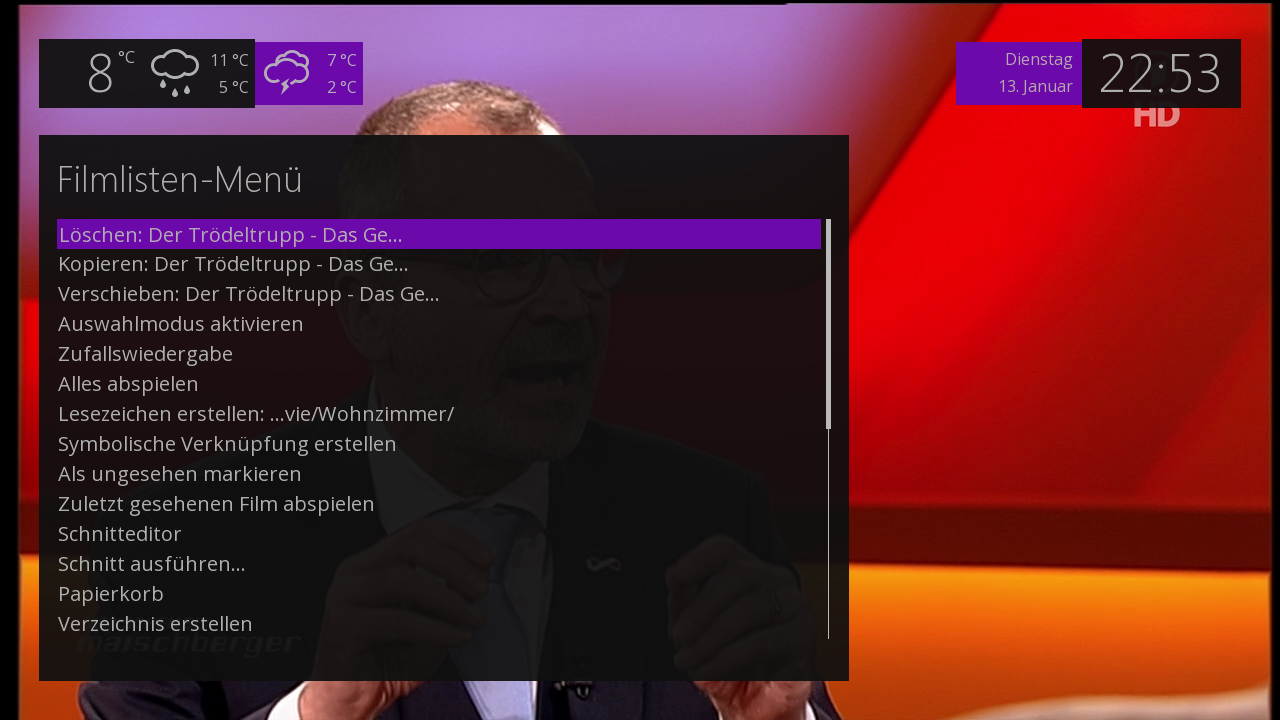 8 °C
11 °C
5 °C
7 °C
2 °C
Dienstag
13. Januar
22:53
HD
Filmlisten-Menü
Löschen: Der Trödeltrupp - Das Ge...
Kopieren: Der Trödeltrupp - Das Ge...
Verschieben: Der Trödeltrupp - Das Ge...
Auswahlmodus aktivieren
Zufallswiedergabe
Alles abspielen
Lesezeichen erstellen: ...vie/Wohnzimmer/
Symbolische Verknüpfung erstellen
Als ungesehen markieren
Zuletzt gesehenen Film abspielen
Schnitteditor
Schnitt ausführen...
Papierkorb
Verzeichnis erstellen
maischberger